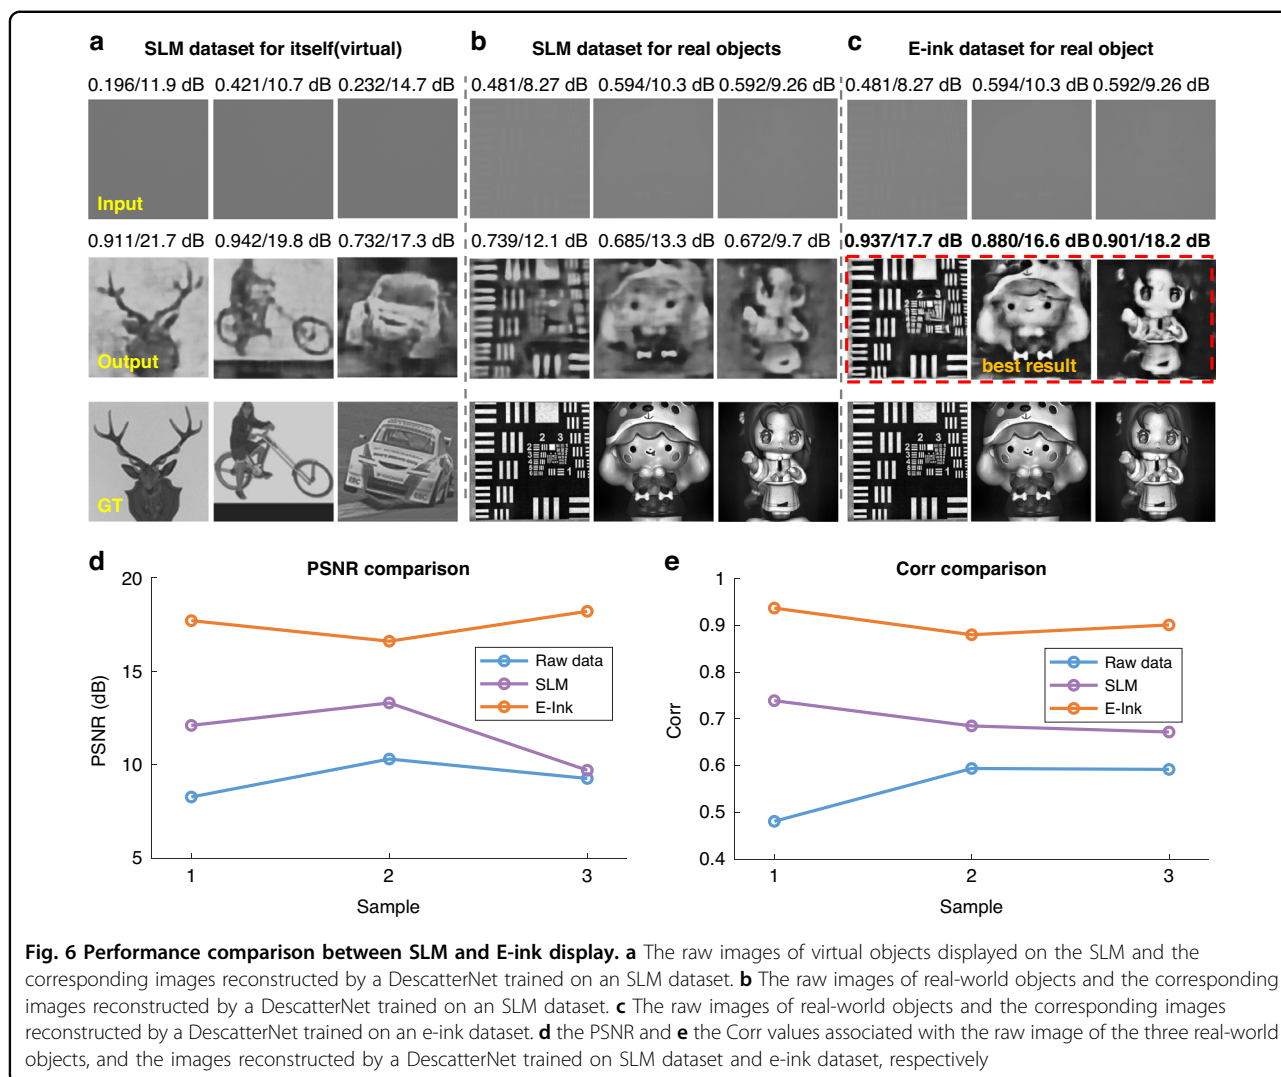 a SLM dataset for itself(virtual)
b SLM dataset for real objects
c E-ink dataset for real object
0.196/11.9 dB 0.421/10.7 dB 0.232/14.7 dB
0.481/8.27 dB 0.594/10.3 dB 0.592/9.26 dB
0.481/8.27 dB 0.594/10.3 dB 0.592/9.26 dB
Input
0.911/21.7 dB 0.942/19.8 dB 0.732/17.3 dB
0.739/12.1 dB 0.685/13.3 dB 0.672/9.7 dB
0.937/17.7 dB 0.880/16.6 dB 0.901/18.2 dB
Output
best result
GT
d PSNR comparison
20
15
10
5
PSNR (dB)
1 2 3
Sample
Raw data
SLM
E-Ink
e Corr comparison
1
0.9
0.8
0.7
0.6
0.5
0.4
Corr
1 2 3
Sample
Raw data
SLM
E-Ink
Fig. 6 Performance comparison between SLM and E-ink display. a The raw images of virtual objects displayed on the SLM and the
corresponding images reconstructed by a DescatterNet trained on an SLM dataset. b The raw images of real-world objects and the corresponding
images reconstructed by a DescatterNet trained on an SLM dataset. c The raw images of real-world objects and the corresponding images
reconstructed by a DescatterNet trained on an e-ink dataset. d the PSNR and e the Corr values associated with the raw image of the three real-world
objects, and the images reconstructed by a DescatterNet trained on SLM dataset and e-ink dataset, respectively